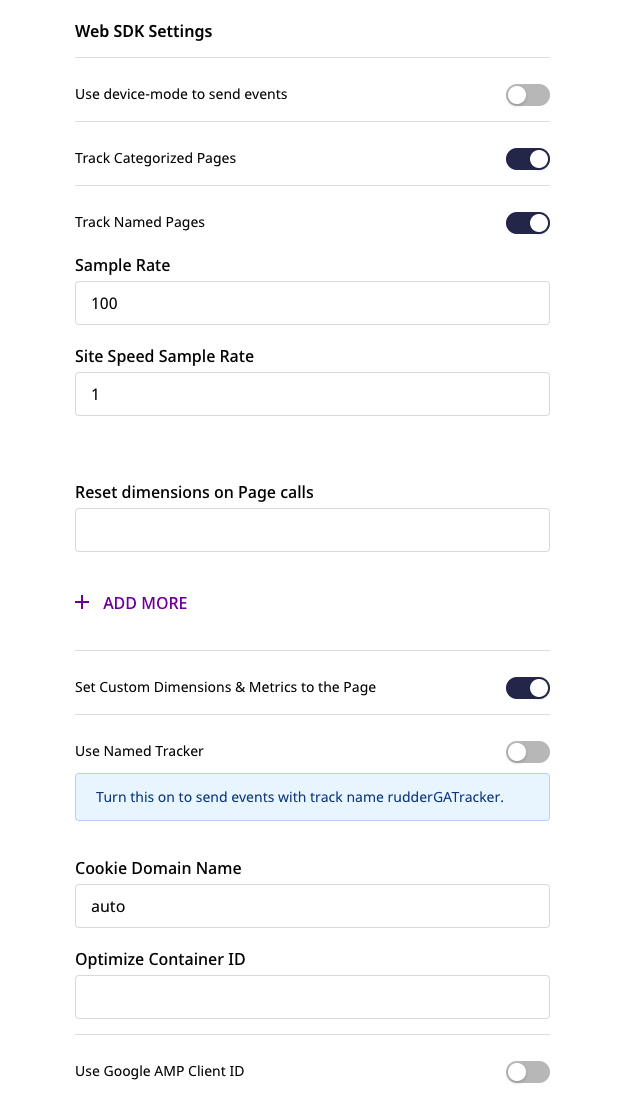 Web SDK Settings
Use device-mode to send events
Track Categorized Pages
Track Named Pages
Sample Rate
100
Site Speed Sample Rate
1
Reset dimensions on Page calls
+ ADD MORE
Set Custom Dimensions & Metrics to the Page
Use Named Tracker
Turn this on to send events with track name rudderGATracker.
Cookie Domain Name
auto
Optimize Container ID
Use Google AMP Client ID